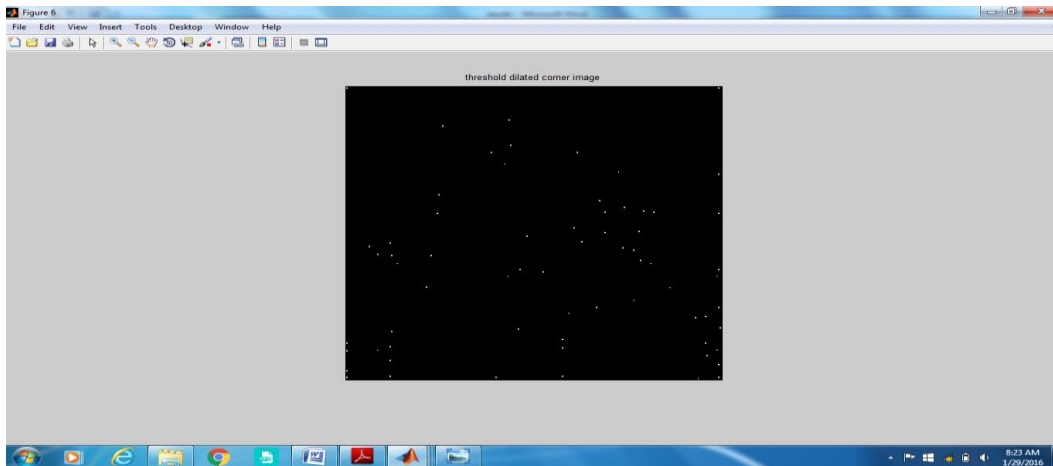 Figure 6
File Edit View Insert Tools Desktop Window Help
threshold dilated corner image
8:23 AM
1/29/2016